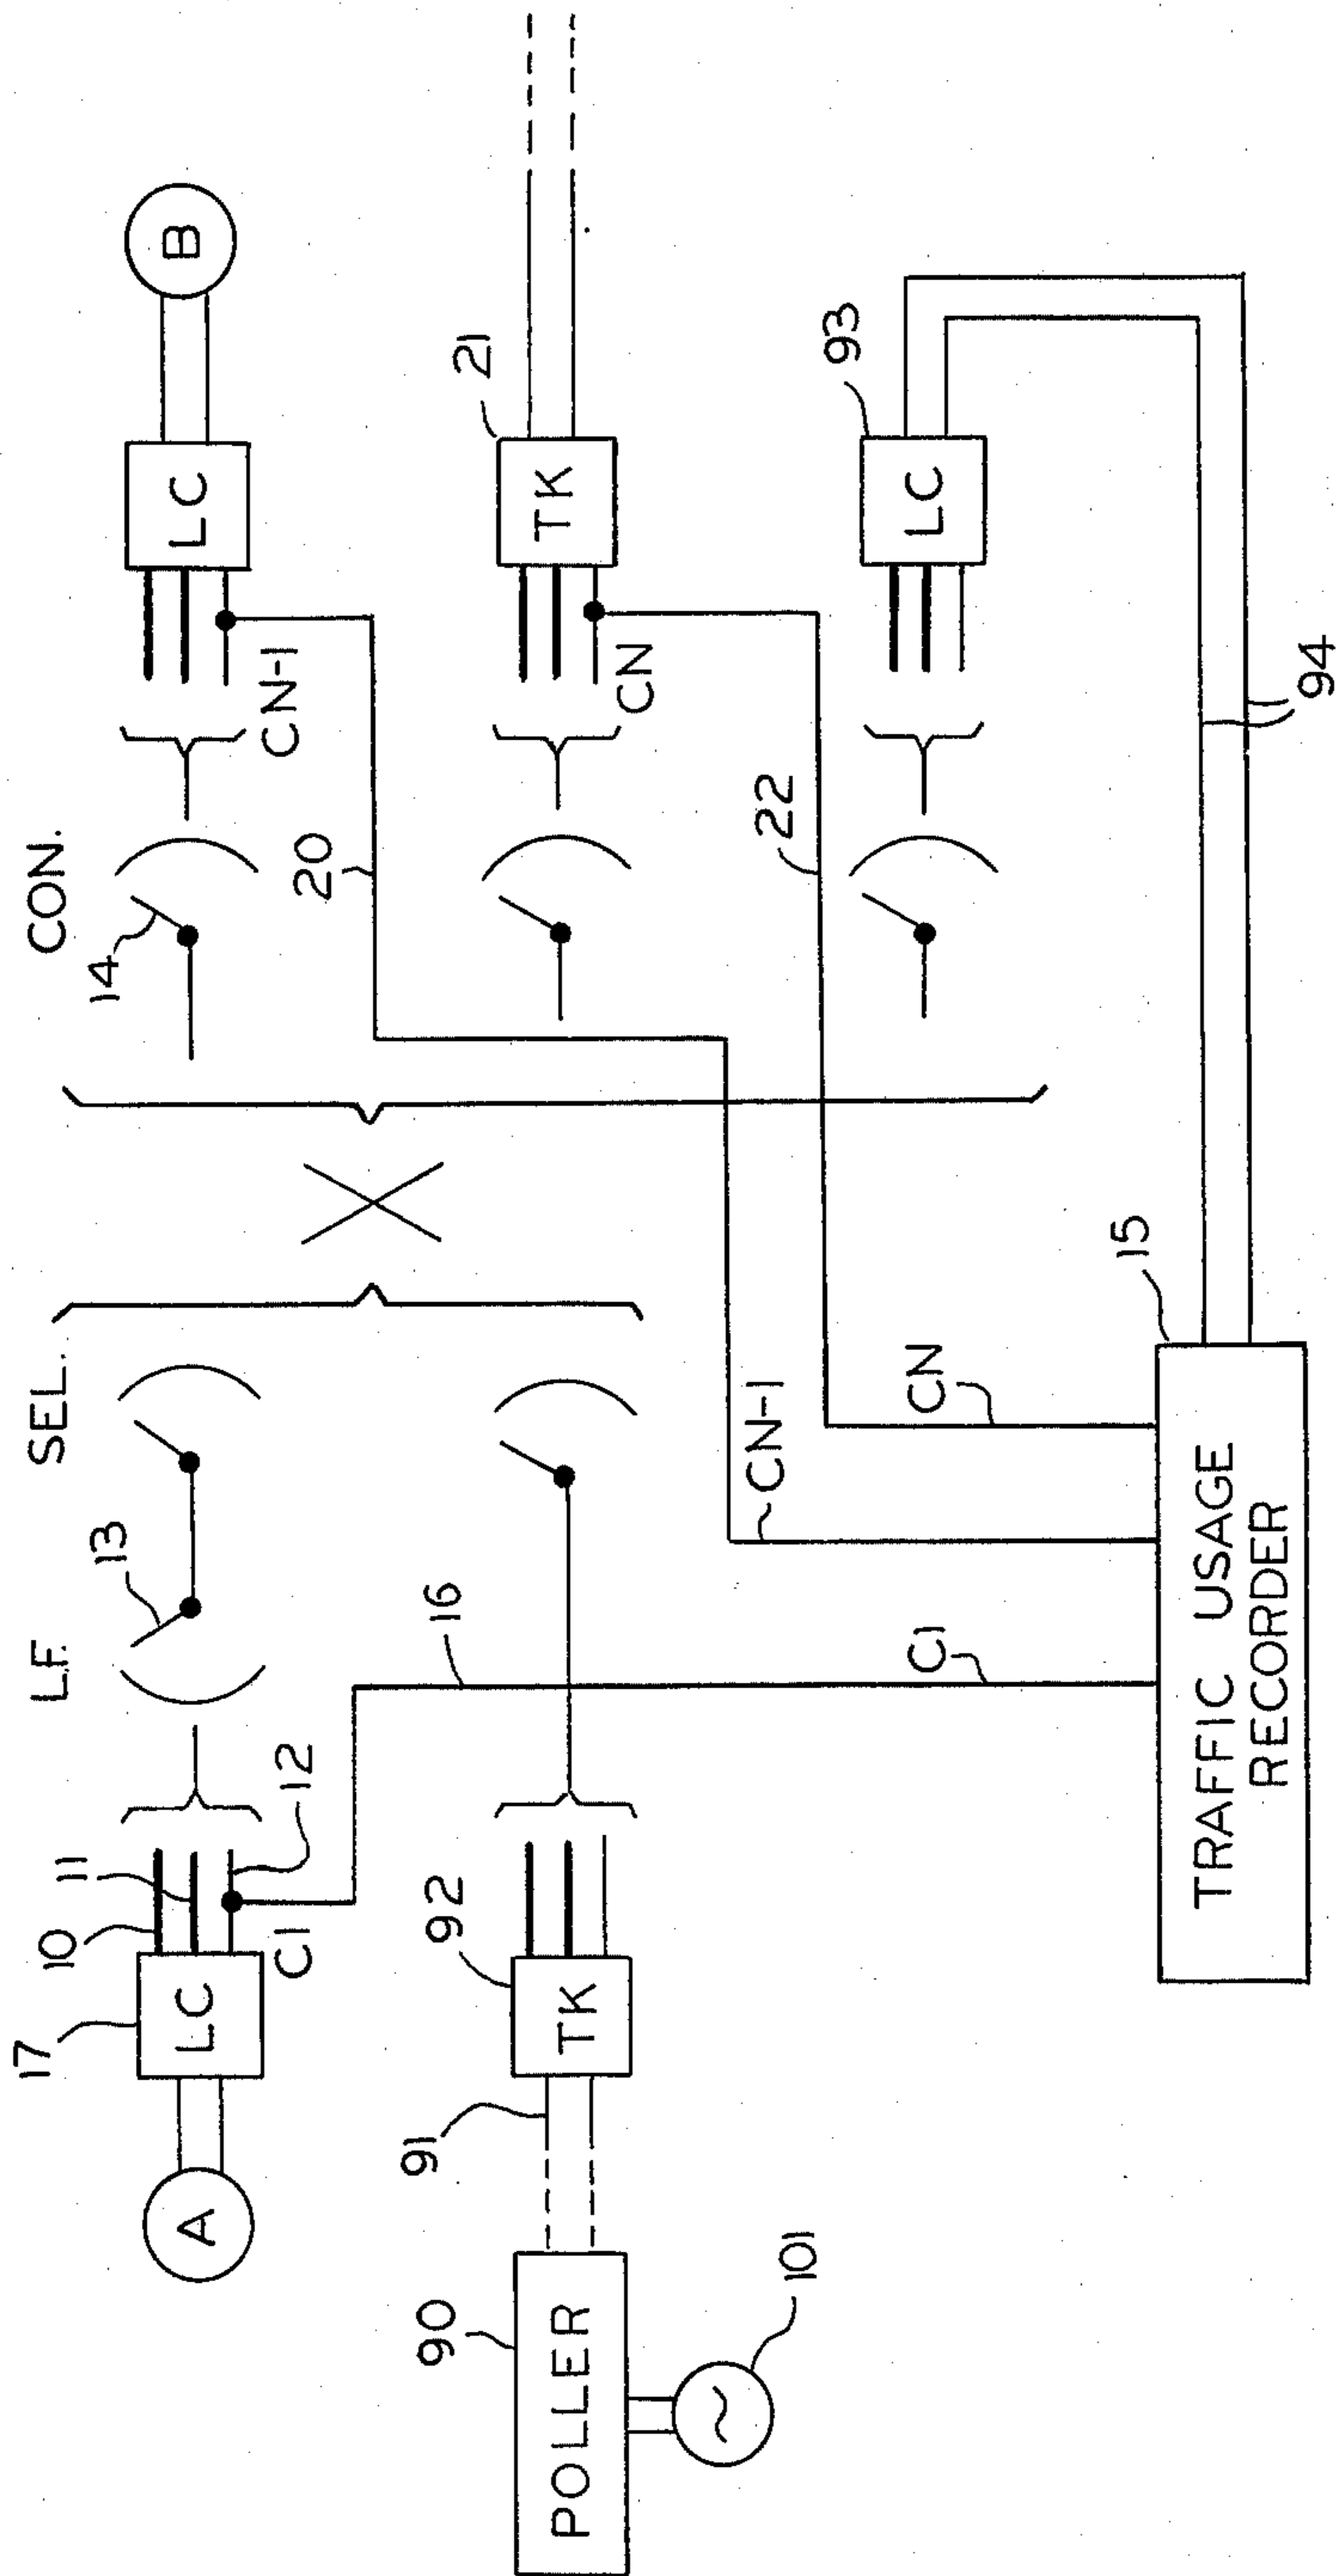 L.F.
SEL.
CON.
17
10
11
13
14
A
LC
12
C1
LC
B
CN-1
20
16
90
91
92
21
POLLER
TK
TK
CN
101
22
93
CN-1
LC
C1
CN
15
94
TRAFFIC USAGE
RECORDER